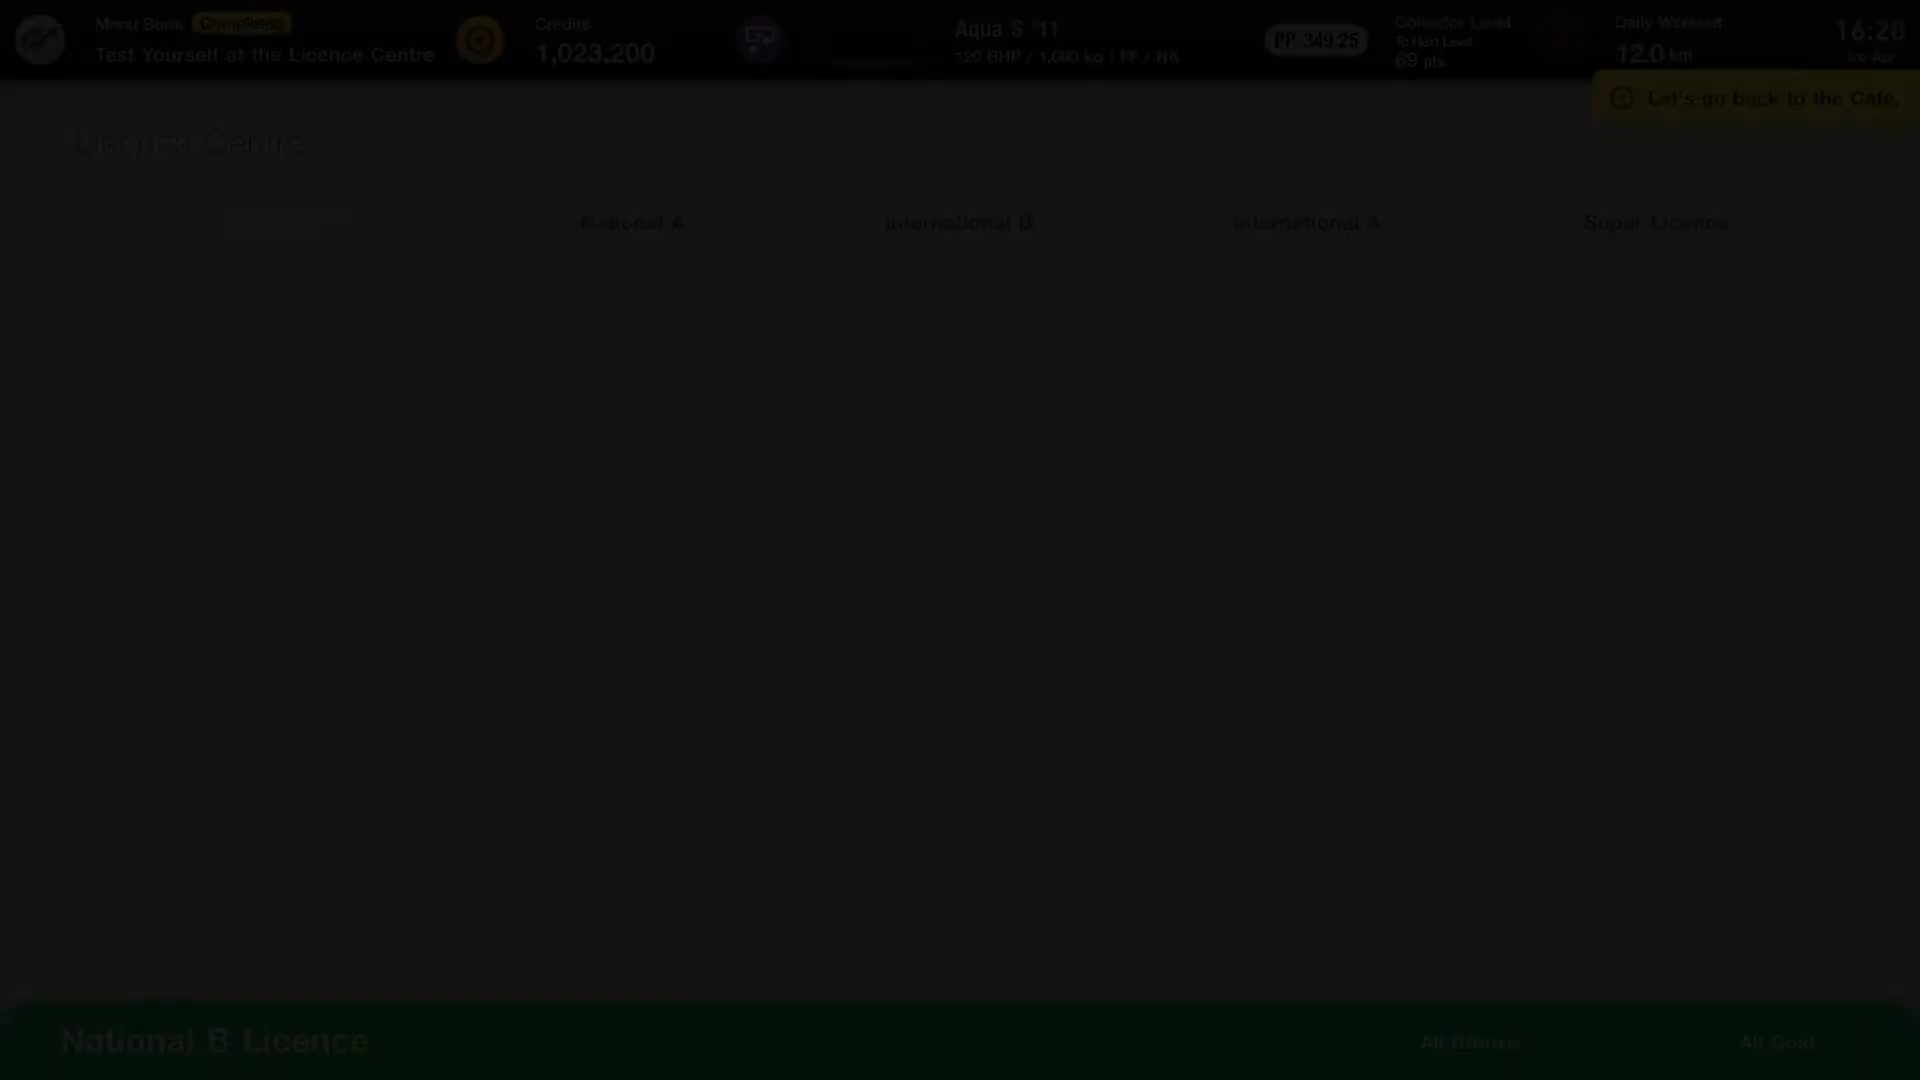 Menu Book Completed
Test Yourself at the Licence Centre
Credits
1,023,200
Aqua S '11
120 BHP / 1,080 kg / FF / NA
PP 349.25
Collector Level
To Next Level
69 pts
Daily Workout
12.0 km
16:20
Let's go back to the Cafe.
Licence Centre
National A
International B
International A
Super Licence
National B Licence
All Bronze
All Gold